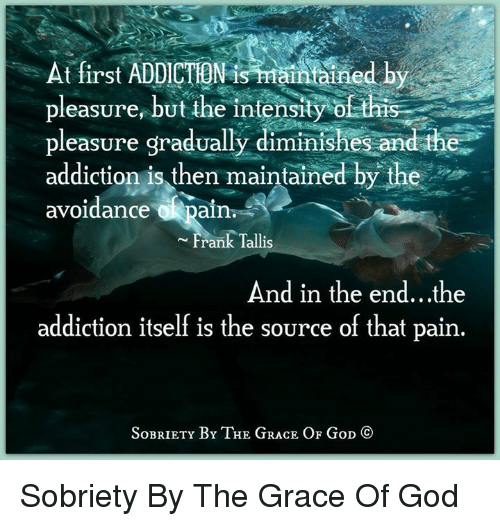 At first ADDICTION is maintained by
pleasure, but the intensity of this
pleasure gradually diminishes and the
addiction is then maintained by the
avoidance of pain.
~ Frank Tallis
And in the end...the
addiction itself is the source of that pain.
SOBRIETY BY THE GRACE OF GOD ©
Sobriety By The Grace Of God